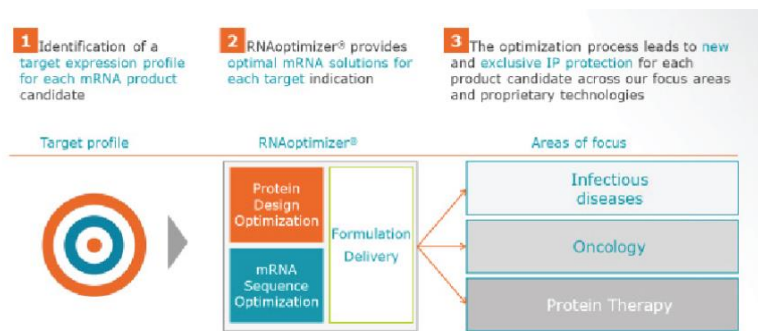 1 Identification of a
target expression profile
for each mRNA product
candidate
2 RNAoptimizer® provides
optimal mRNA solutions for
each target indication
3 The optimization process leads to new
and exclusive IP protection for each
product candidate across our focus areas
and proprietary technologies
Target profile
RNAoptimizer®
Areas of focus
Protein
Design
Optimization
mRNA
Sequence
Optimization
Formulation
Delivery
Infectious
diseases
Oncology
Protein Therapy